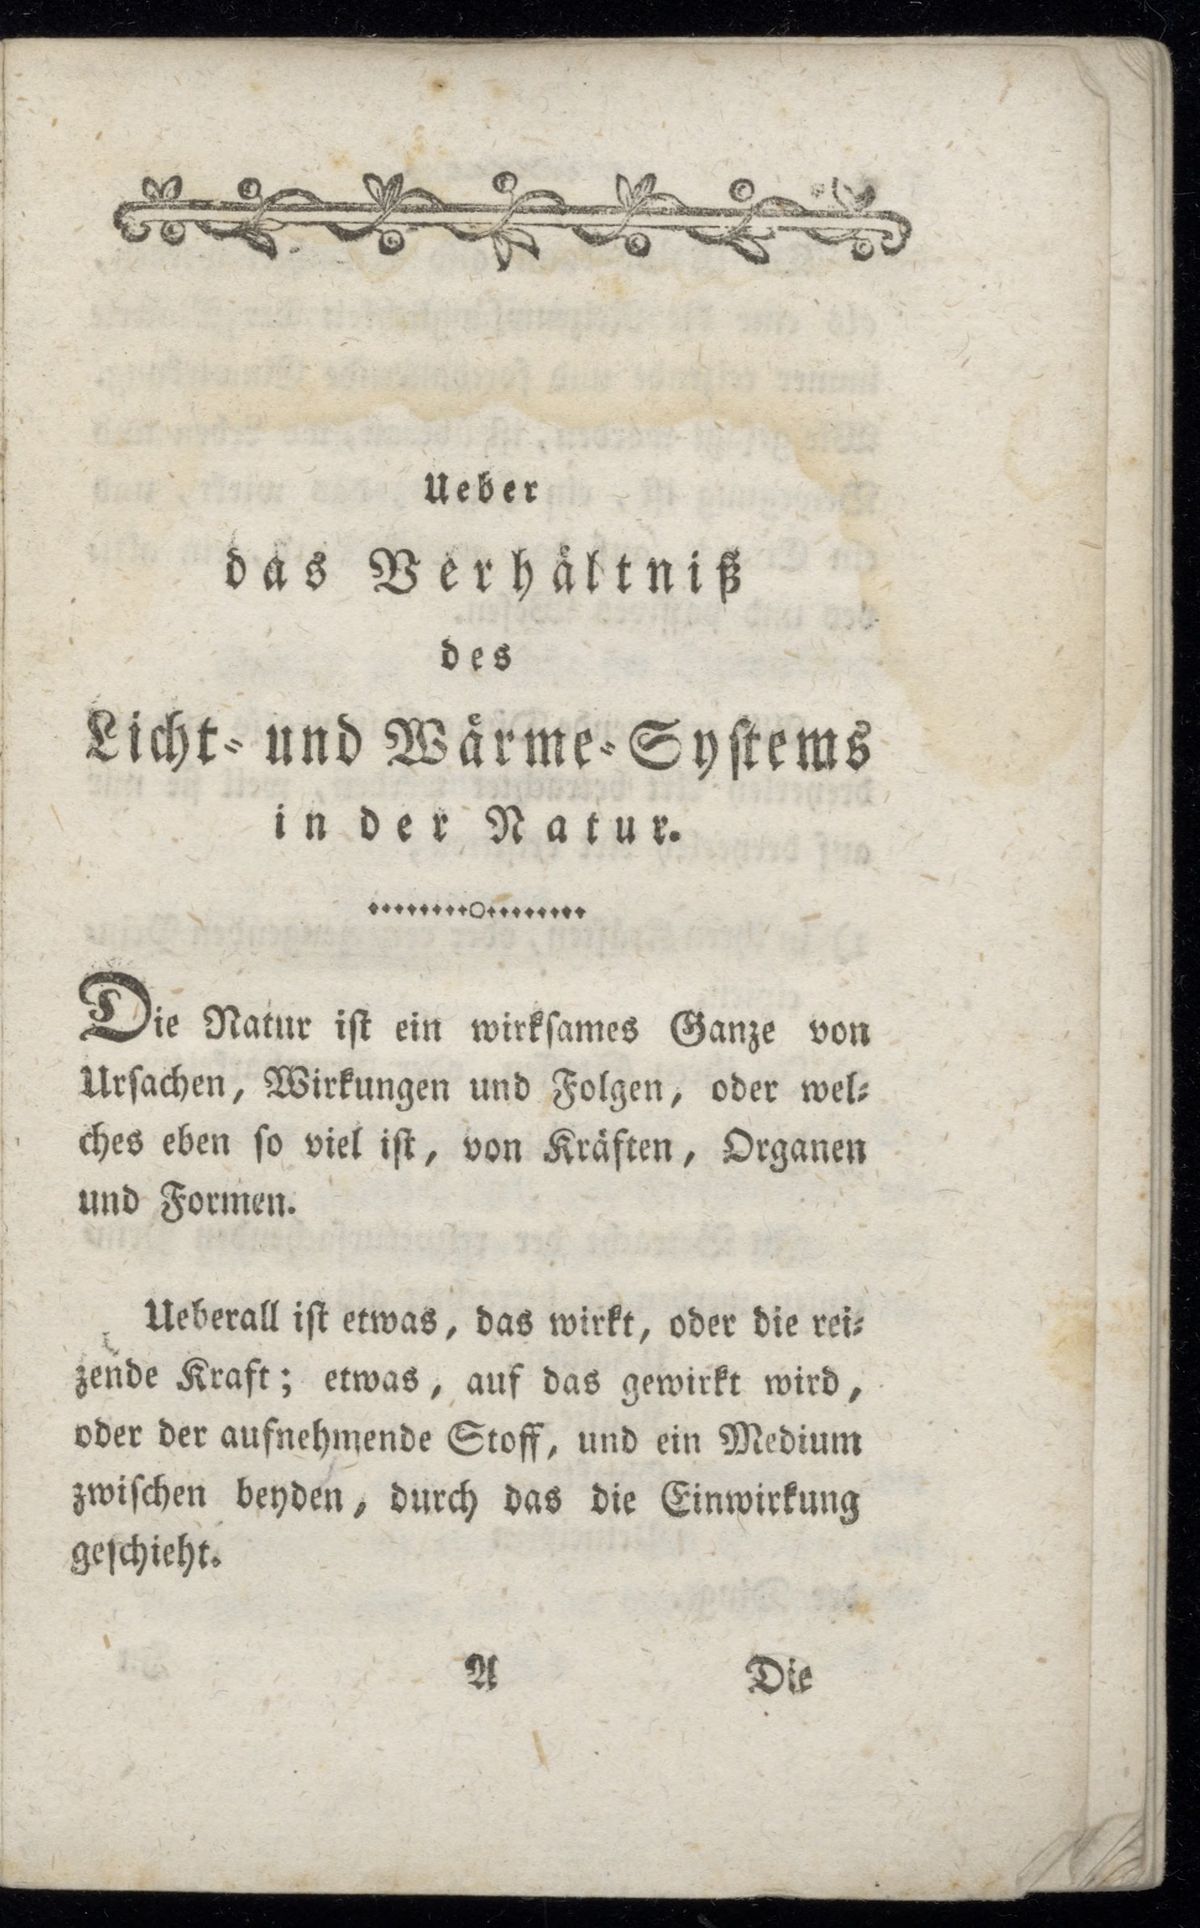 Ueber
das Verhältniß
des
Licht- und Wärme-Systems
in der Natur.
Die Natur ist ein wirksames Ganze von
Ursachen, Wirkungen und Folgen, oder wel-
ches eben so viel ist, von Kräften, Organen
und Formen.
Ueberall ist etwas, das wirkt, oder die rei-
zende Kraft; etwas, auf das gewirkt wird,
oder der aufnehmende Stoff, und ein Medium
zwischen beyden, durch das die Einwirkung
geschieht.
A Die